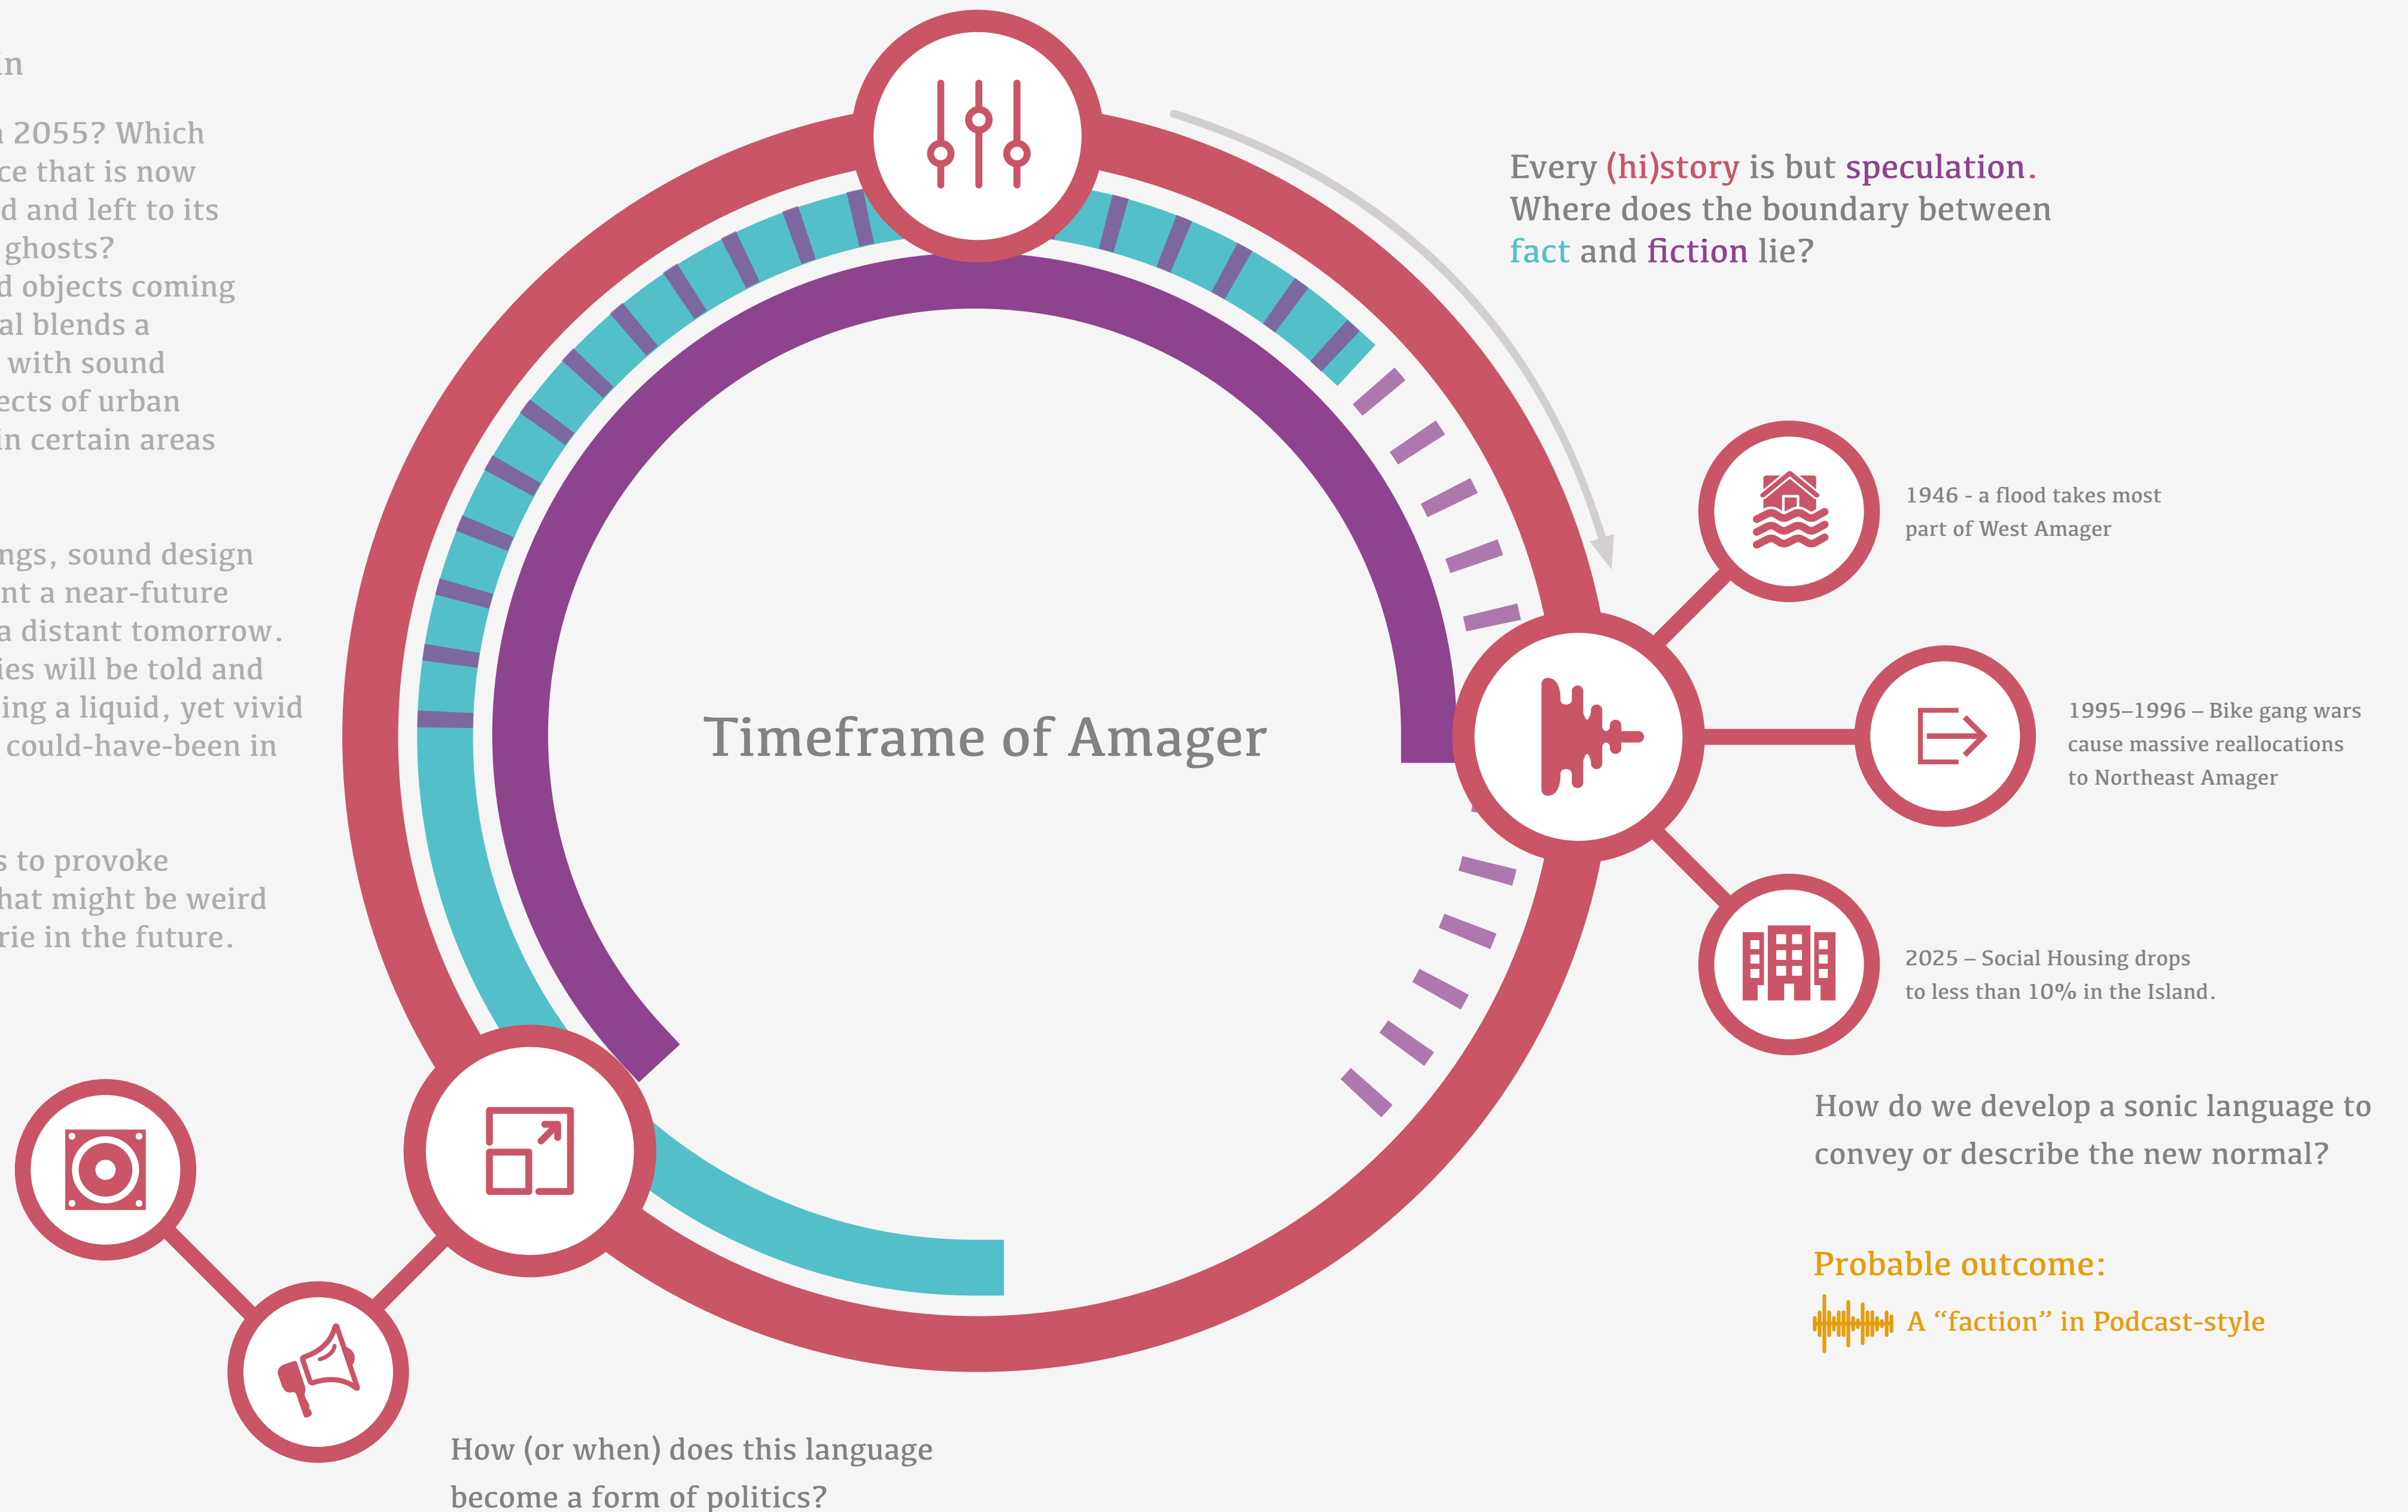 in
2055? Which
ce that is now
d and left to its
ghosts?
d objects coming
al blends a
with sound
ects of urban
in certain areas
ngs, sound design
nt a near-future
a distant tomorrow.
ies will be told and
ing a liquid, yet vivid
could-have-been in
s to provoke
hat might be weird
rie in the future.
Every (hi)story is but speculation.
Where does the boundary between
fact and fiction lie?
Timeframe of Amager
1946 - a flood takes most
part of West Amager
1995–1996 – Bike gang wars
cause massive reallocations
to Northeast Amager
2025 – Social Housing drops
to less than 10% in the Island.
How do we develop a sonic language to
convey or describe the new normal?
Probable outcome:
A “faction” in Podcast-style
How (or when) does this language
become a form of politics?